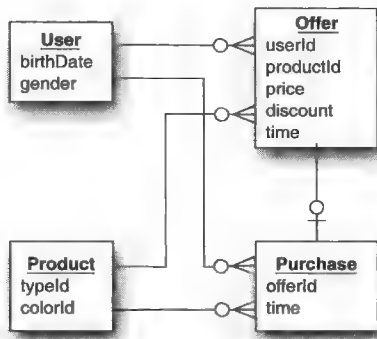 User
birthDate
gender
Offer
userId
productId
price
discount
time
Product
typeId
colorId
Purchase
offerId
time